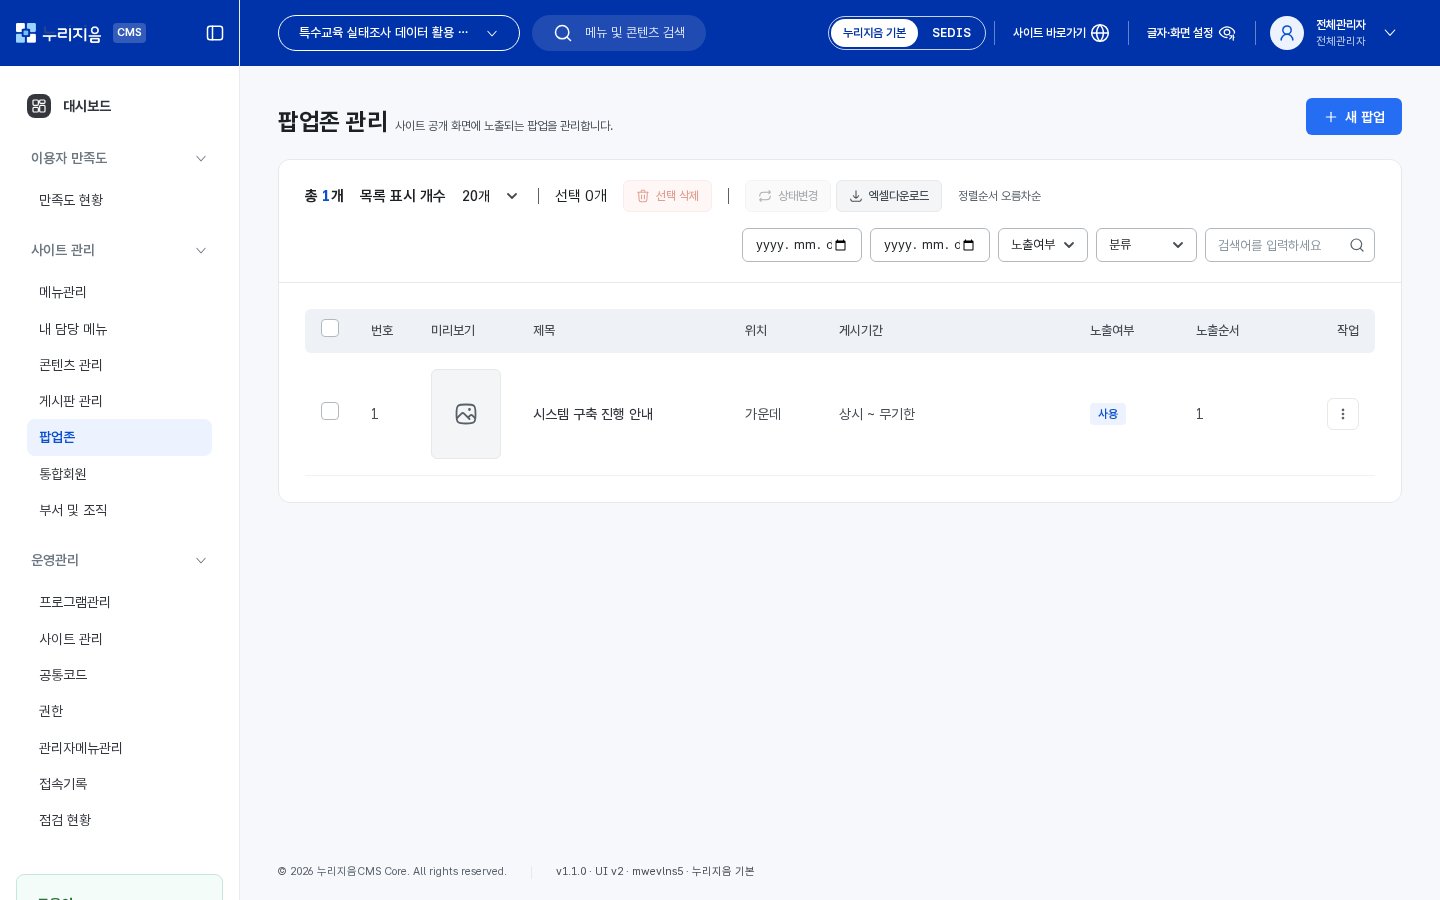 누리지음 CMS
특수교육 실태조사 데이터 활용 ···
메뉴 및 콘텐츠 검색
누리지음 기본
SEDIS
사이트 바로가기
글자·화면 설정
전체관리자
전체관리자
대시보드
이용자 만족도
만족도 현황
사이트 관리
메뉴관리
내 담당 메뉴
콘텐츠 관리
게시판 관리
팝업존
통합회원
부서 및 조직
운영관리
프로그램관리
사이트 관리
공통코드
권한
관리자메뉴관리
접속기록
점검 현황
팝업존 관리 사이트 공개 화면에 노출되는 팝업을 관리합니다.
새 팝업
총 1개 목록 표시 개수 20개 선택 0개 선택 삭제 상태변경 엑셀다운로드 정렬순서 오름차순
yyyy. mm. yyyy. mm. 노출여부 분류 검색어를 입력하세요
번호 미리보기 제목 위치 게시기간 노출여부 노출순서 작업
1 시스템 구축 진행 안내 가운데 상시 ~ 무기한 사용 1
© 2026 누리지음CMS Core. All rights reserved. v1.1.0 · UI v2 · mwevlns5 · 누리지음 기본